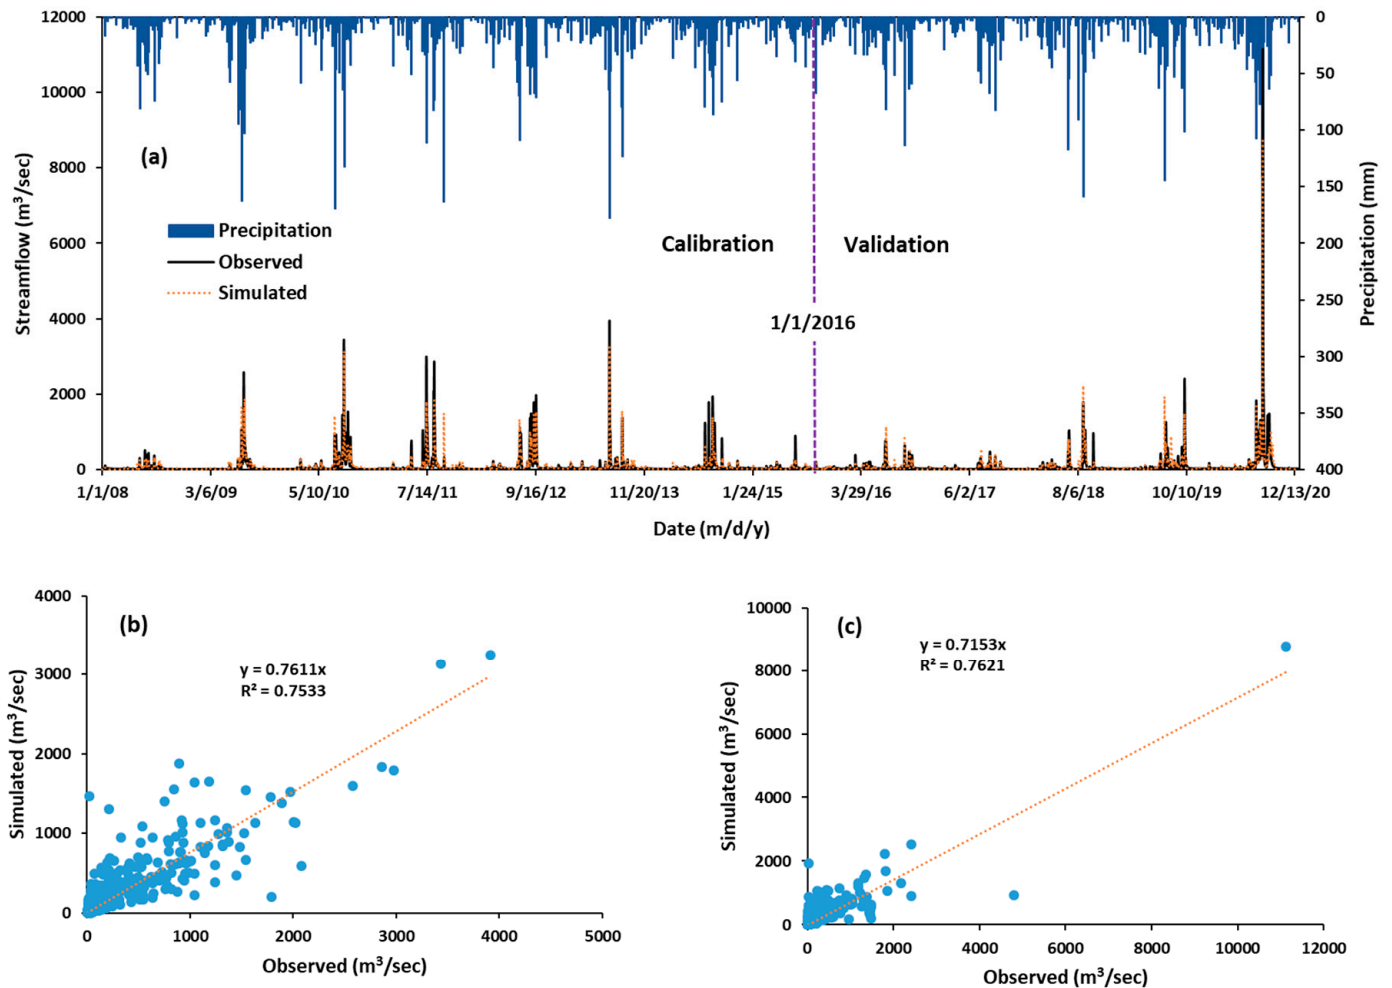 12000
10000
8000
6000
4000
2000
0
Streamflow (m³/sec)
(a)
Precipitation
Observed
Simulated
Calibration
Validation
1/1/2016
0
50
100
150
200
250
300
350
400
Precipitation (mm)
1/1/08 3/6/09 5/10/10 7/14/11 9/16/12 11/20/13 1/24/15 3/29/16 6/2/17 8/6/18 10/10/19 12/13/20
Date (m/d/y)
4000
3000
2000
1000
0
Simulated (m³/sec)
(b)
y = 0.7611x
R² = 0.7533
0 1000 2000 3000 4000 5000
Observed (m³/sec)
10000
8000
6000
4000
2000
0
Simulated (m³/sec)
(c)
y = 0.7153x
R² = 0.7621
0 2000 4000 6000 8000 10000 12000
Observed (m³/sec)